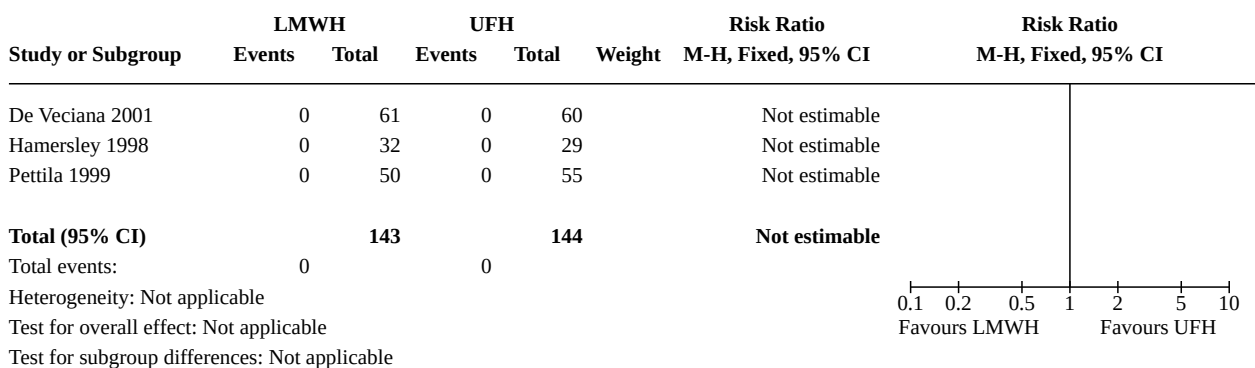 LMWH UFH Risk Ratio Risk Ratio
Study or Subgroup Events Total Events Total Weight M-H, Fixed, 95% CI M-H, Fixed, 95% CI
De Veciana 2001 0 61 0 60 Not estimable
Hamersley 1998 0 32 0 29 Not estimable
Pettila 1999 50 0 55 0 Not estimable
Total (95% CI) 143 144 Not estimable
Total events: 0 0
Heterogeneity: Not applicable
0.1 0.2 0.5 1 2 5 10
Test for overall effect: Not applicable Favours LMWH Favours UFH
Test for subgroup differences: Not applicable